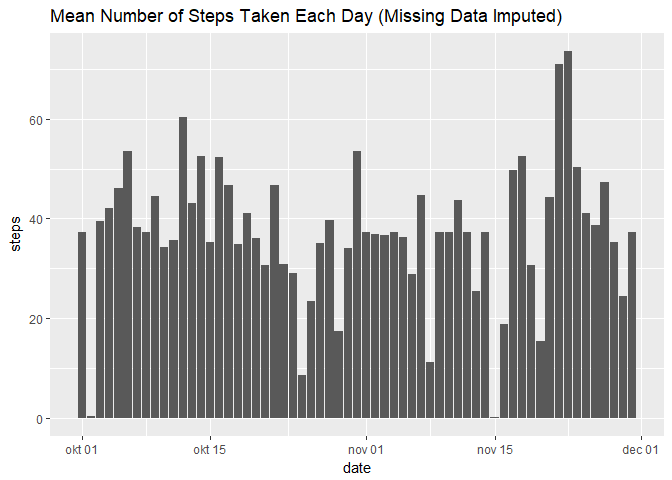 Mean Number of Steps Taken Each Day (Missing Data Imputed)
60
40
20
0
steps
okt 01
okt 15
nov 01
nov 15
dec 01
date